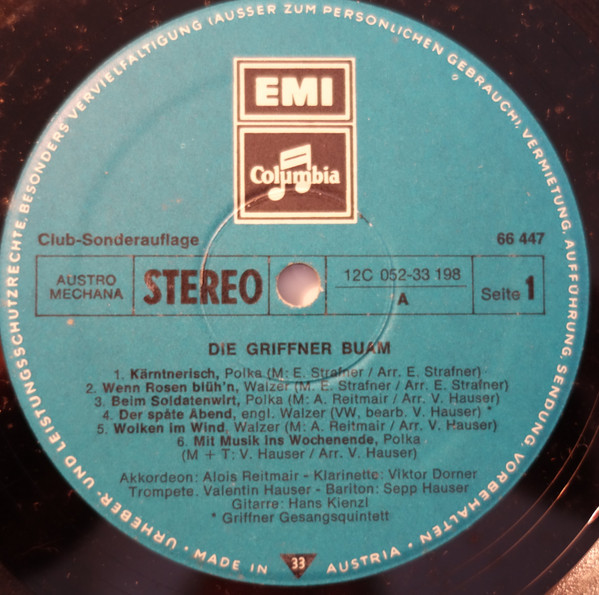 URHEBER- UND LEISTUNGSSCHUTZRECHTE, BESONDERS VERVIELFÄLTIGUNG (AUSSER ZUM PERSÖNLICHEN GEBRAUCH), VERMIETUNG, AUFFÜHRUNG, SENDUNG VORBEHALTEN
EMI
Columbia
Club-Sonderauflage
66 447
AUSTRO
MECHANA
STEREO
12C 052-33 198
A
Seite 1
DIE GRIFFNER BUAM
1. Kärntnerisch, Polka (M: E. Strafner / Arr. E. Strafner)
2. Wenn Rosen blüh'n, Walzer (M: E. Strafner / Arr. E. Strafner)
3. Beim Soldatenwirt, Polka (M: A. Reitmair / Arr. V. Hauser)
4. Der späte Abend, engl. Walzer (VW, bearb. V. Hauser) *
5. Wolken im Wind, Walzer (M: A. Reitmair / Arr. V. Hauser)
6. Mit Musik ins Wochenende, Polka
(M + T: V. Hauser / Arr. V. Hauser)
Akkordeon: Alois Reitmair - Klarinette: Viktor Dorner
Trompete: Valentin Hauser - Bariton: Sepp Hauser
Gitarre: Hans Kienzl
* Griffner Gesangsquintett
• MADE IN 33 AUSTRIA •